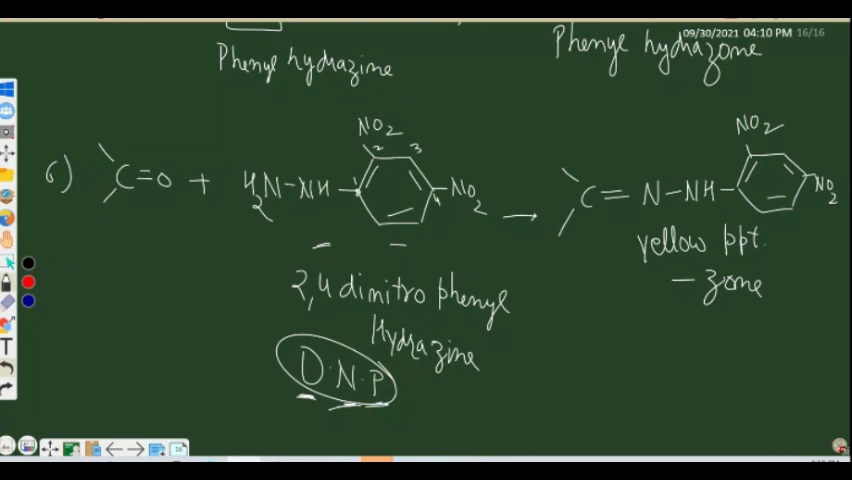 09/30/2021 04:10 PM 16/16
Phenyl hydrazine
Phenyl hydrazone
6) C=O + H2N-NH NO2 2 3 4 NO2 → C=N-NH NO2 NO2
yellow ppt.
- zone
2,4 dinitro phenyl
Hydrazine
D.N.P
T
16